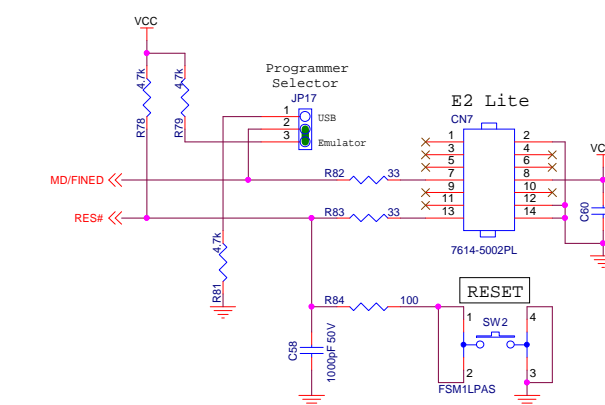 VCC
Programmer
Selector
JP17
4.7k
4.7k
R78
R79
1
USB
2
3
Emulator
E2 Lite
CN7
1
2
3
4
5
6
7
8
9
10
11
12
13
14
7614-5002PL
VC
C60
MD/FINED
R82
33
RES#
R83
33
4.7k
R81
R84
100
C58
1000pF 50V
RESET
1
4
SW2
2
3
FSM1LPAS